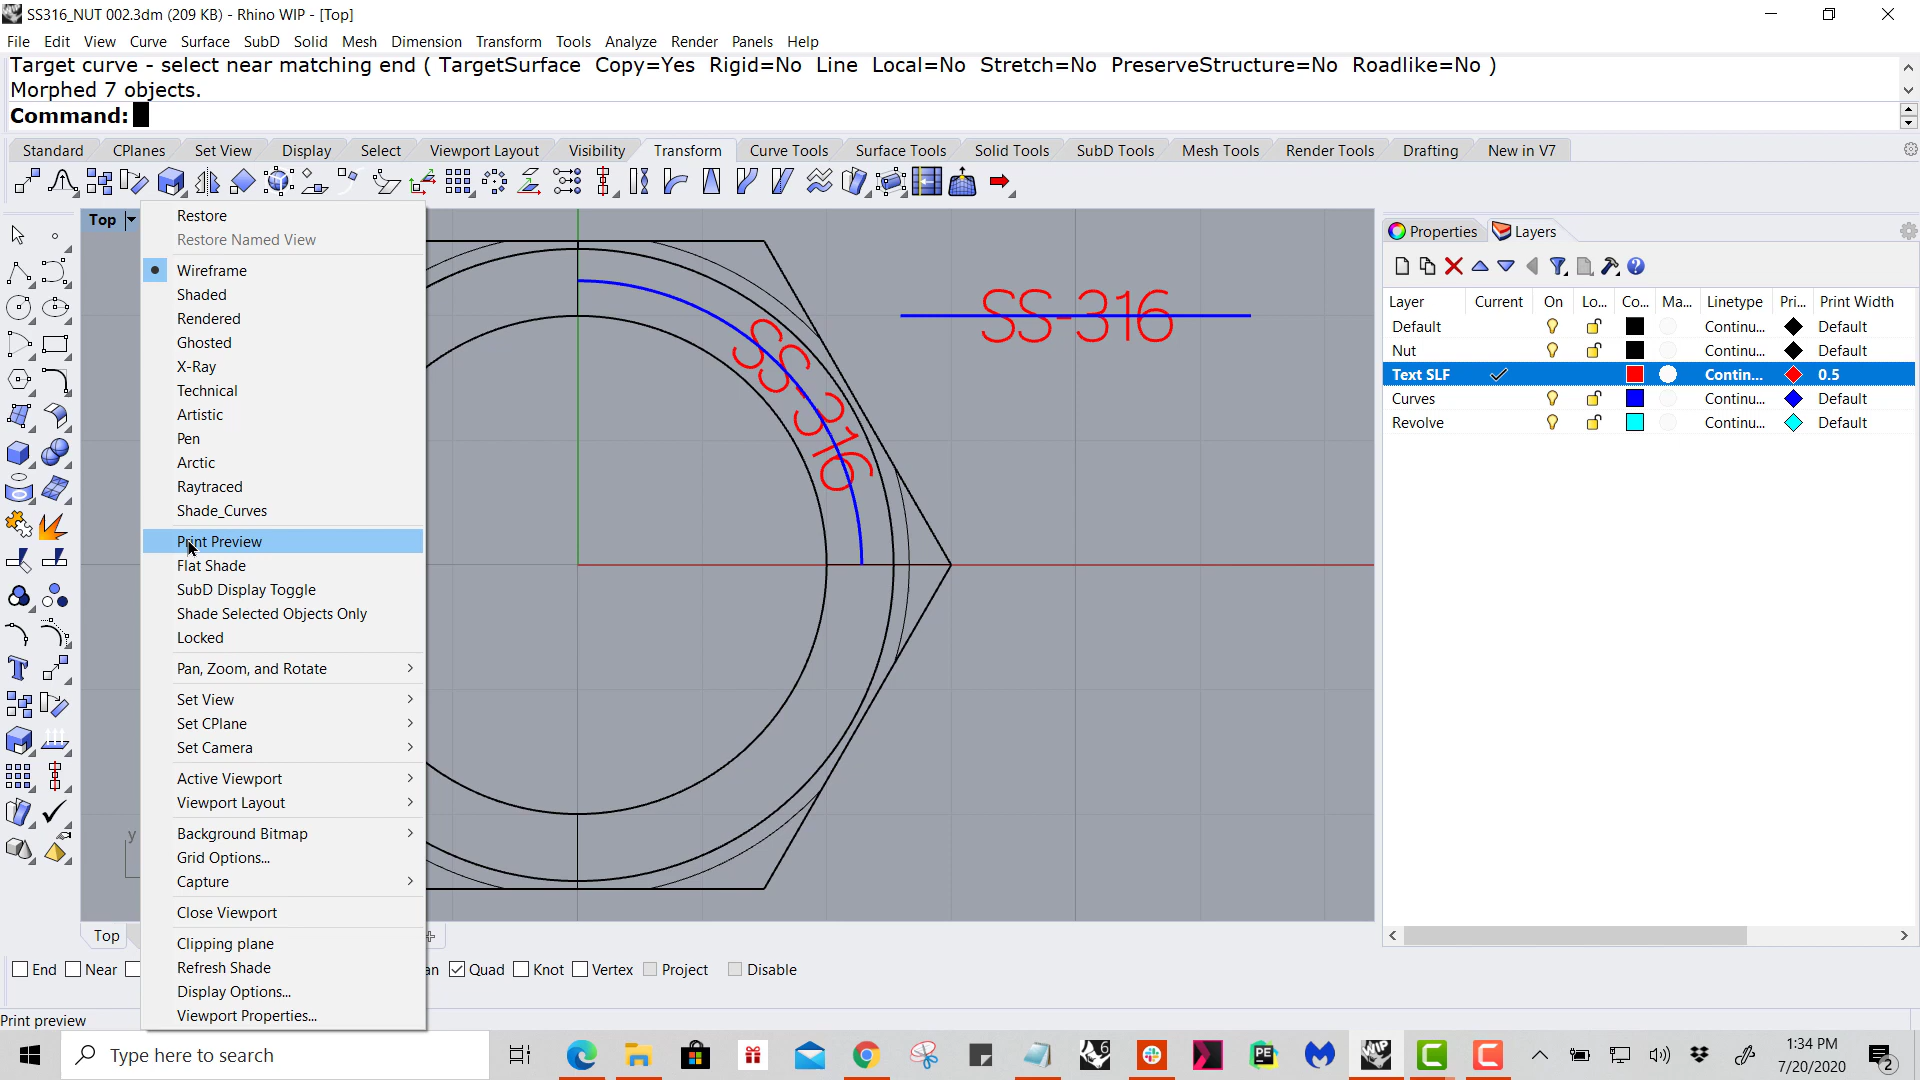 SS316_NUT 002.3dm (209 KB) - Rhino WIP - [Top]
File Edit View Curve Surface SubD Solid Mesh Dimension Transform Tools Analyze Render Panels Help
Target curve - select near matching end ( TargetSurface Copy=Yes Rigid=No Line Local=No Stretch=No PreserveStructure=No Roadlike=No )
Morphed 7 objects.
Command:
Standard CPlanes Set View Display Select Viewport Layout Visibility Transform Curve Tools Surface Tools Solid Tools SubD Tools Mesh Tools Render Tools Drafting New in V7
Top
Restore
Restore Named View
Wireframe
Shaded
Rendered
Ghosted
X-Ray
Technical
Artistic
Pen
Arctic
Raytraced
Shade_Curves
Print Preview
Flat Shade
SubD Display Toggle
Shade Selected Objects Only
Locked
Pan, Zoom, and Rotate
Set View
Set CPlane
Set Camera
Active Viewport
Viewport Layout
Background Bitmap
Grid Options...
Capture
Close Viewport
Clipping plane
Refresh Shade
Display Options...
Viewport Properties...
SS-316
SS-316
y
Properties Layers
Layer Current On Lo... Co... Ma... Linetype Pri... Print Width
Default Continu... Default
Nut Continu... Default
Text SLF Contin... 0.5
Curves Continu... Default
Revolve Continu... Default
Top
End Near an Quad Knot Vertex Project Disable
Print preview
Type here to search
6
PE
WIP
1:34 PM
7/20/2020
2